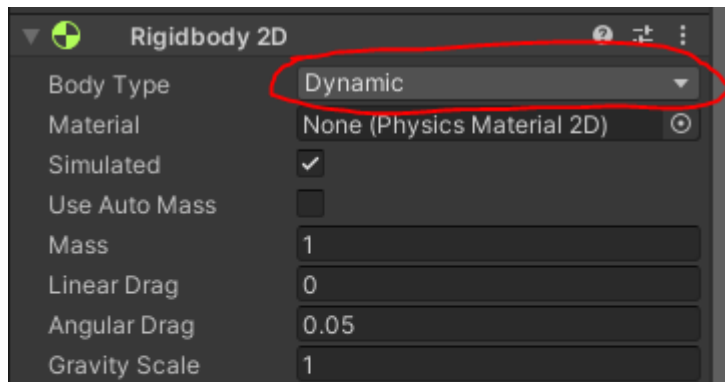 Rigidbody 2D
Body Type Dynamic
Material None (Physics Material 2D)
Simulated
Use Auto Mass
Mass 1
Linear Drag 0
Angular Drag 0.05
Gravity Scale 1